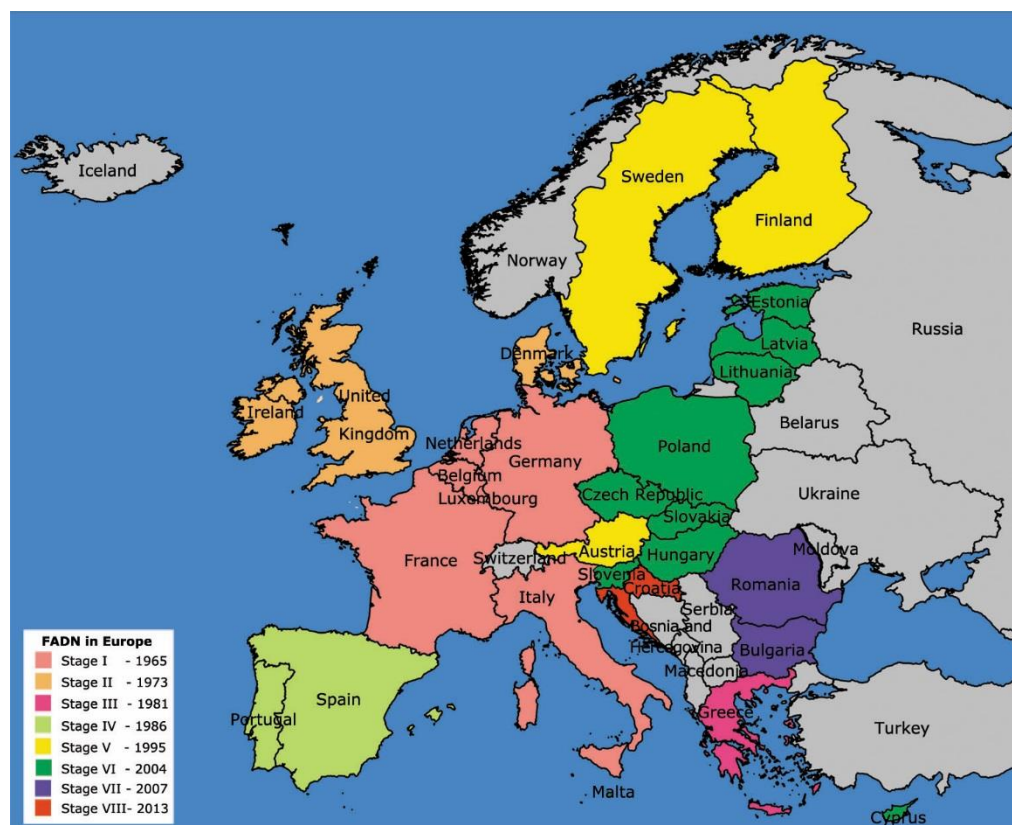 Iceland
Sweden
Finland
Norway
Russia
Estonia
Latvia
Lithuania
Denmark
United
Kingdom
Ireland
Belarus
Netherlands
Germany
Poland
Belgium
Luxembourg
Czech Republic
Ukraine
Slovakia
France
Switzerland
Austria
Hungary
Moldova
Slovenia
Croatia
Romania
Italy
Serbia
Bosnia and
Hercegovina
Bulgaria
Macedonia
Portugal
Spain
Greece
Turkey
Malta
Cyprus
FADN in Europe
Stage I - 1965
Stage II - 1973
Stage III - 1981
Stage IV - 1986
Stage V - 1995
Stage VI - 2004
Stage VII - 2007
Stage VIII- 2013